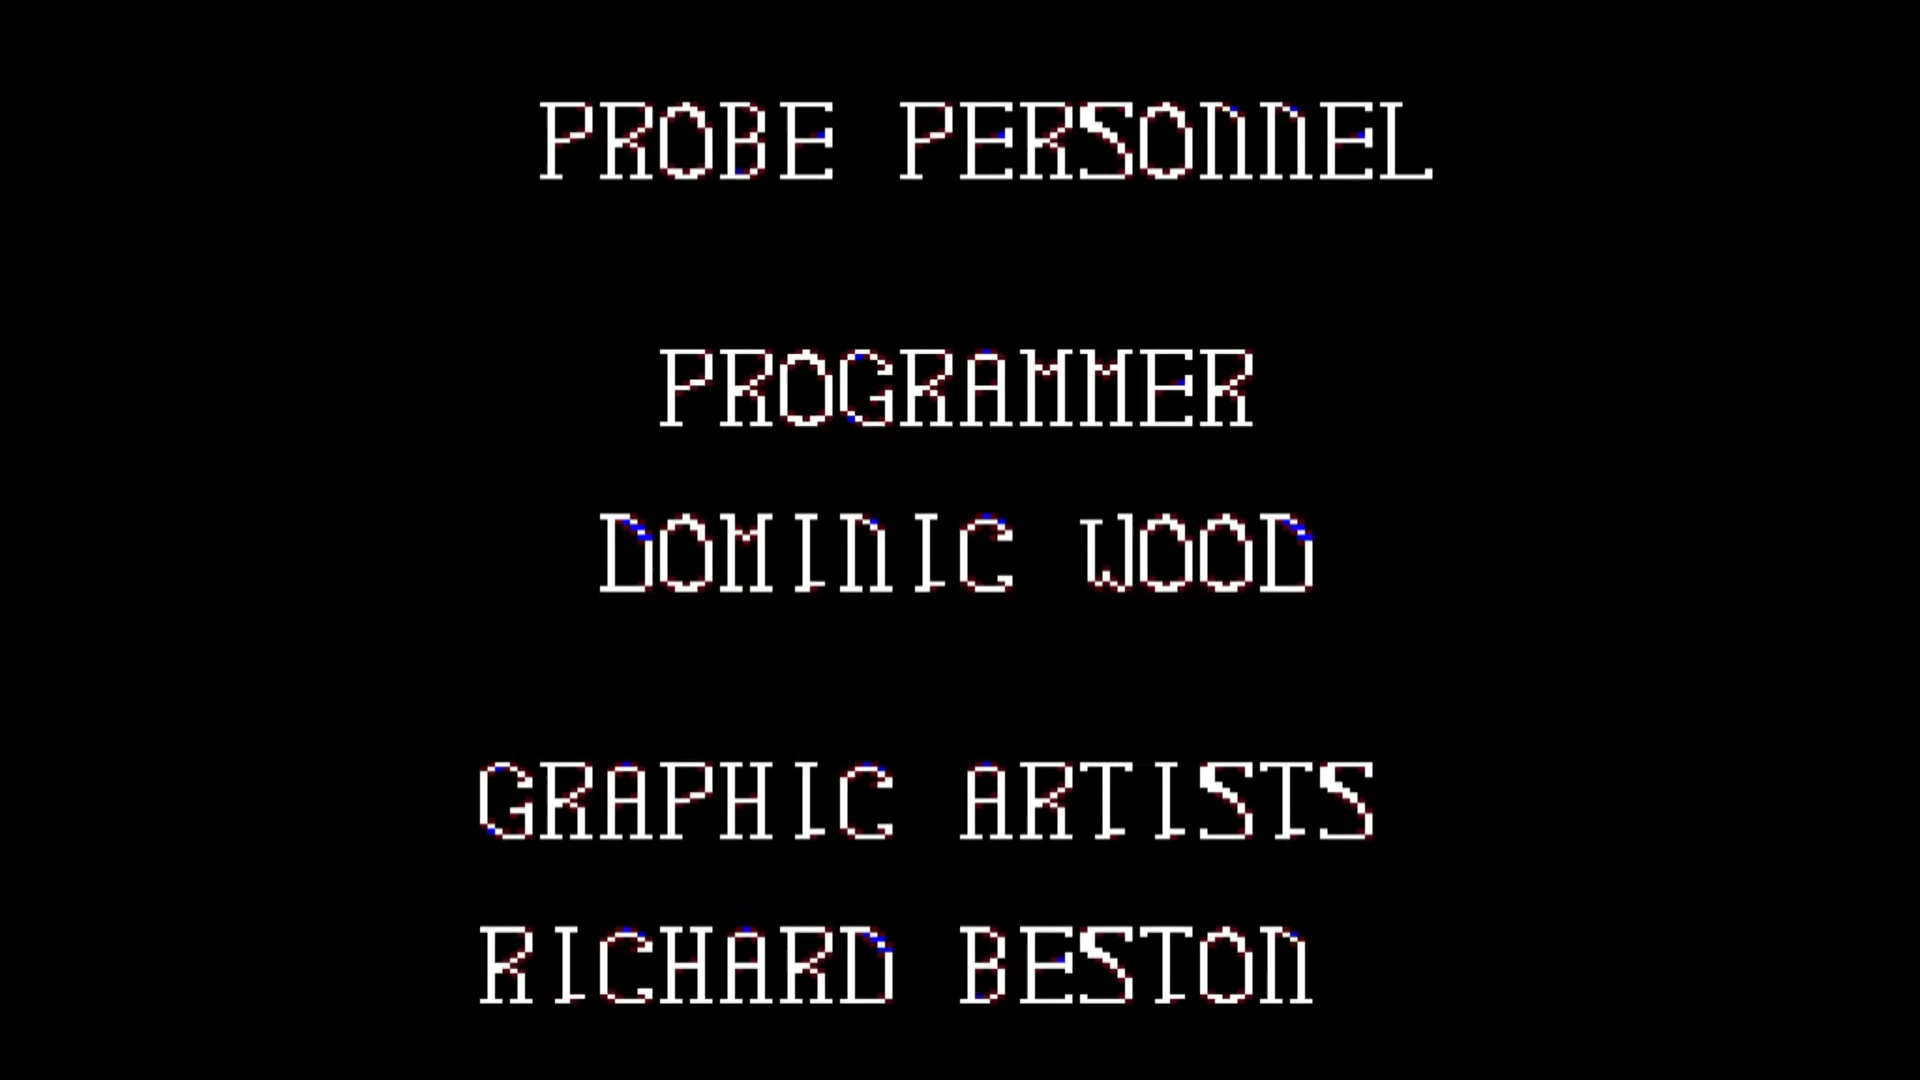 PROBE PERSONNEL
PROGRAMMER
DOMINIC WOOD
GRAPHIC ARTISTS
RICHARD BESTON